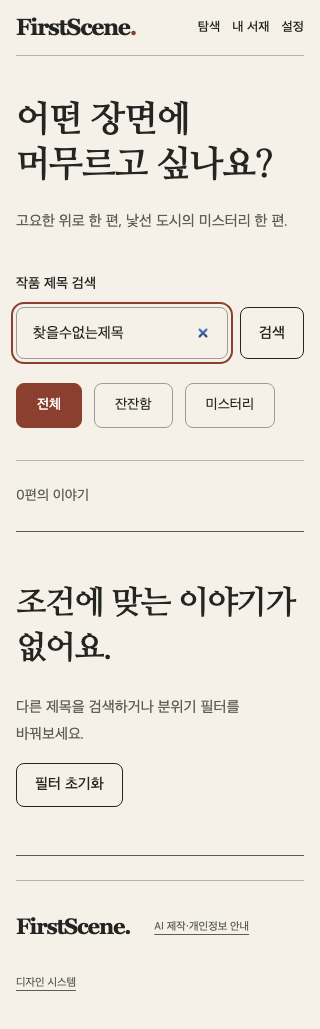 FirstScene.
탐색 내 서재 설정
어떤 장면에
머무르고 싶나요?
고요한 위로 한 편, 낯선 도시의 미스터리 한 편.
작품 제목 검색
찾을수없는제목
검색
전체 잔잔함 미스터리
0편의 이야기
조건에 맞는 이야기가
없어요.
다른 제목을 검색하거나 분위기 필터를
바꿔보세요.
필터 초기화
FirstScene. AI 제작·개인정보 안내
디자인 시스템